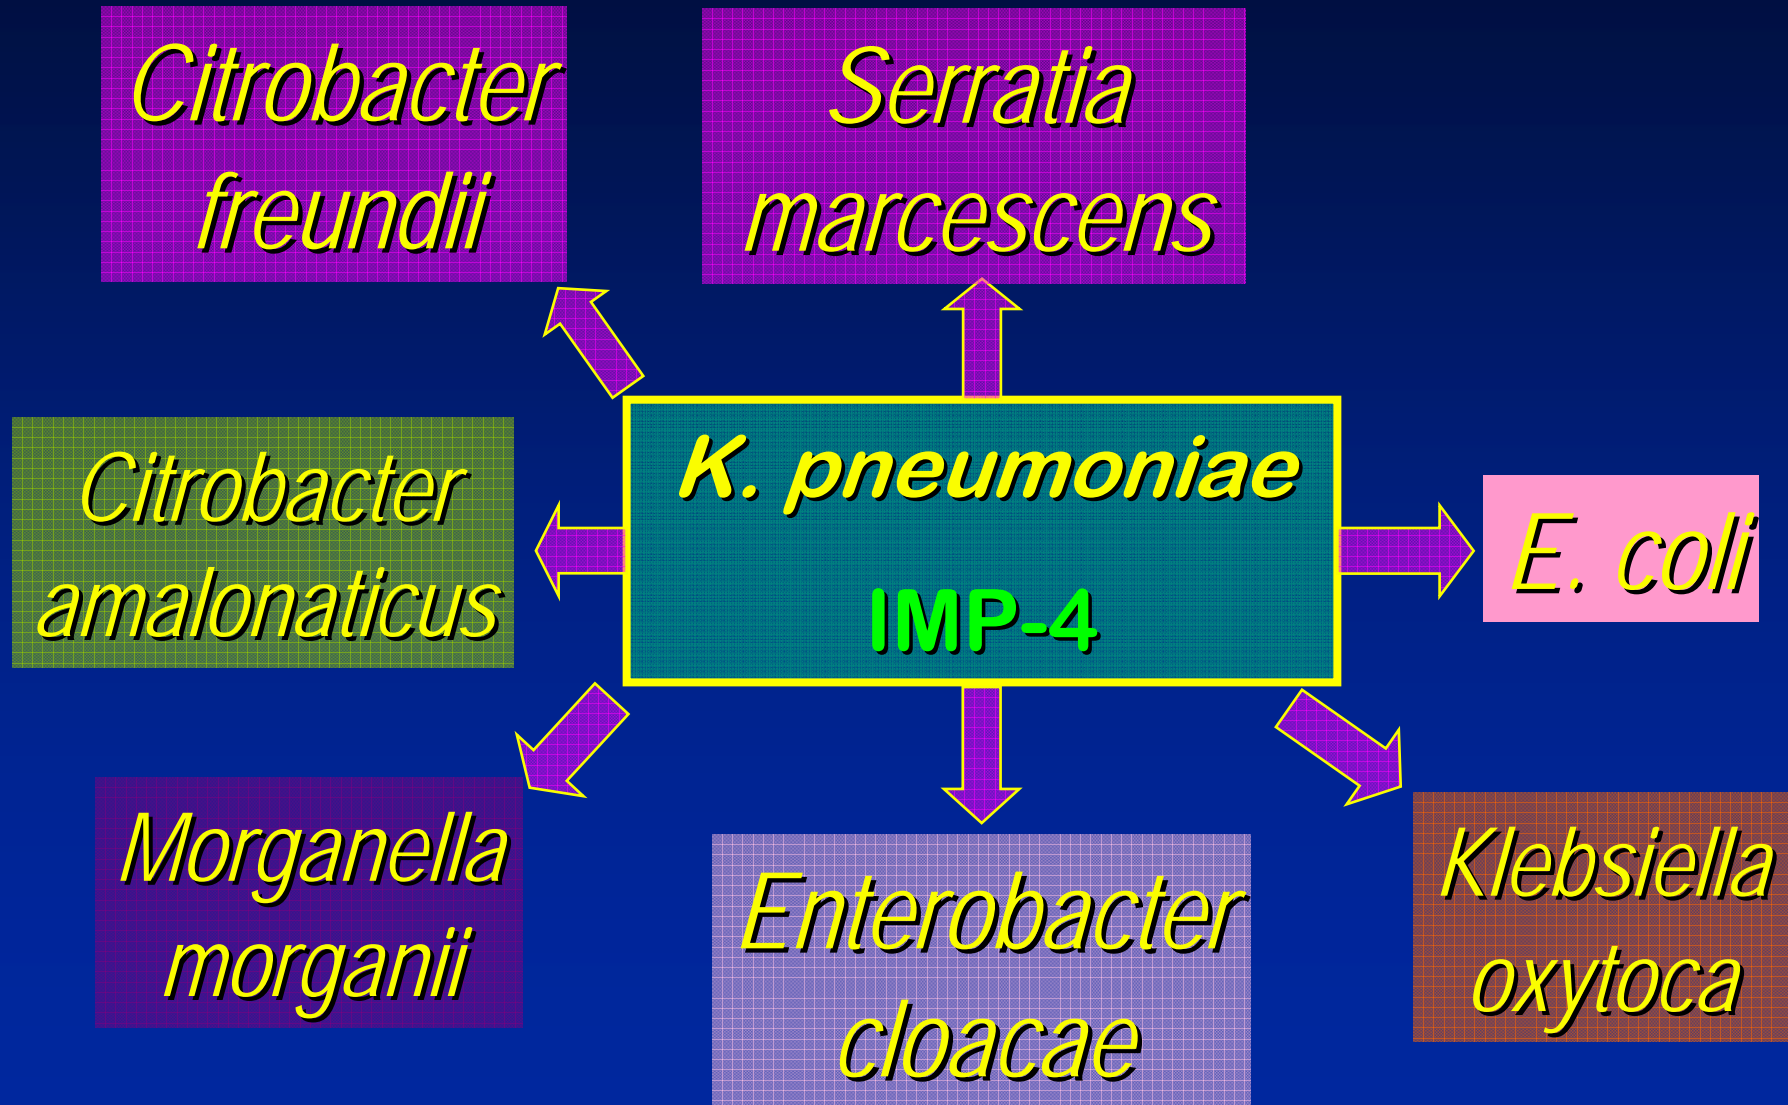 Citrobacter
freundii
Serratia
marcescens
Citrobacter
amalonaticus
K. pneumoniae
IMP-4
E. coli
Morganella
morganii
Enterobacter
cloacae
Klebsiella
oxytoca